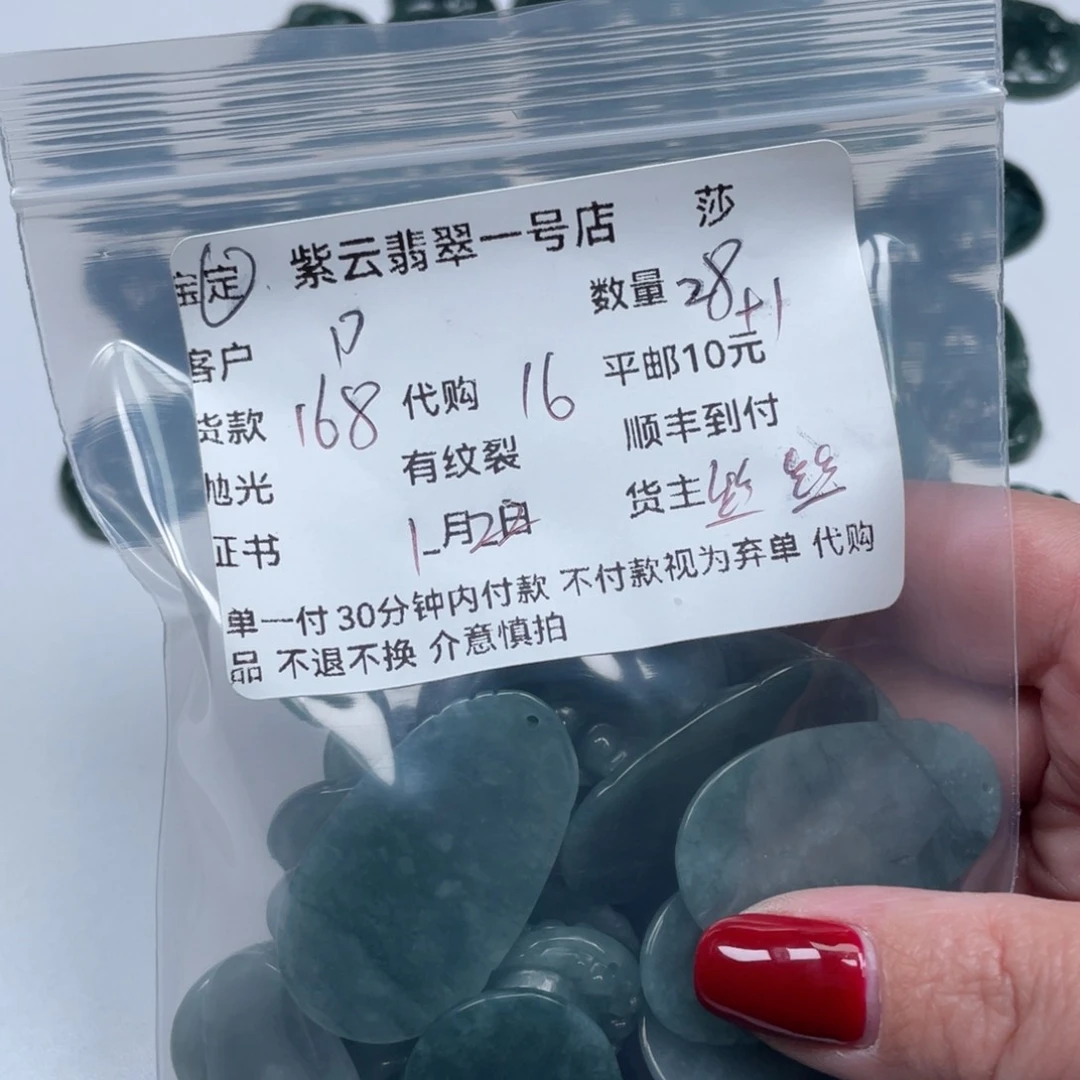 宝定 紫云翡翠一号店 莎
客户 P 数量 28+1
货款 168 代购 16 平邮10元
抛光 有纹裂 顺丰到付
证书 1月2日 货主 丝丝
单一付30分钟内付款 不付款视为弃单 代购
品 不退不换 介意慎拍